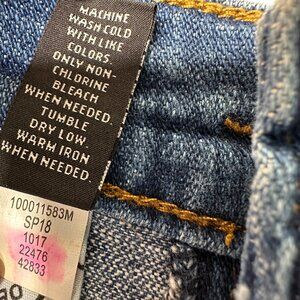 MACHINE
WASH COLD
WITH LIKE
COLORS.
ONLY NON-
CHLORINE
BLEACH
WHEN NEEDED.
TUMBLE
DRY LOW.
WARM IRON
WHEN NEEDED.
100011583M
SP18
1017
22476
42833